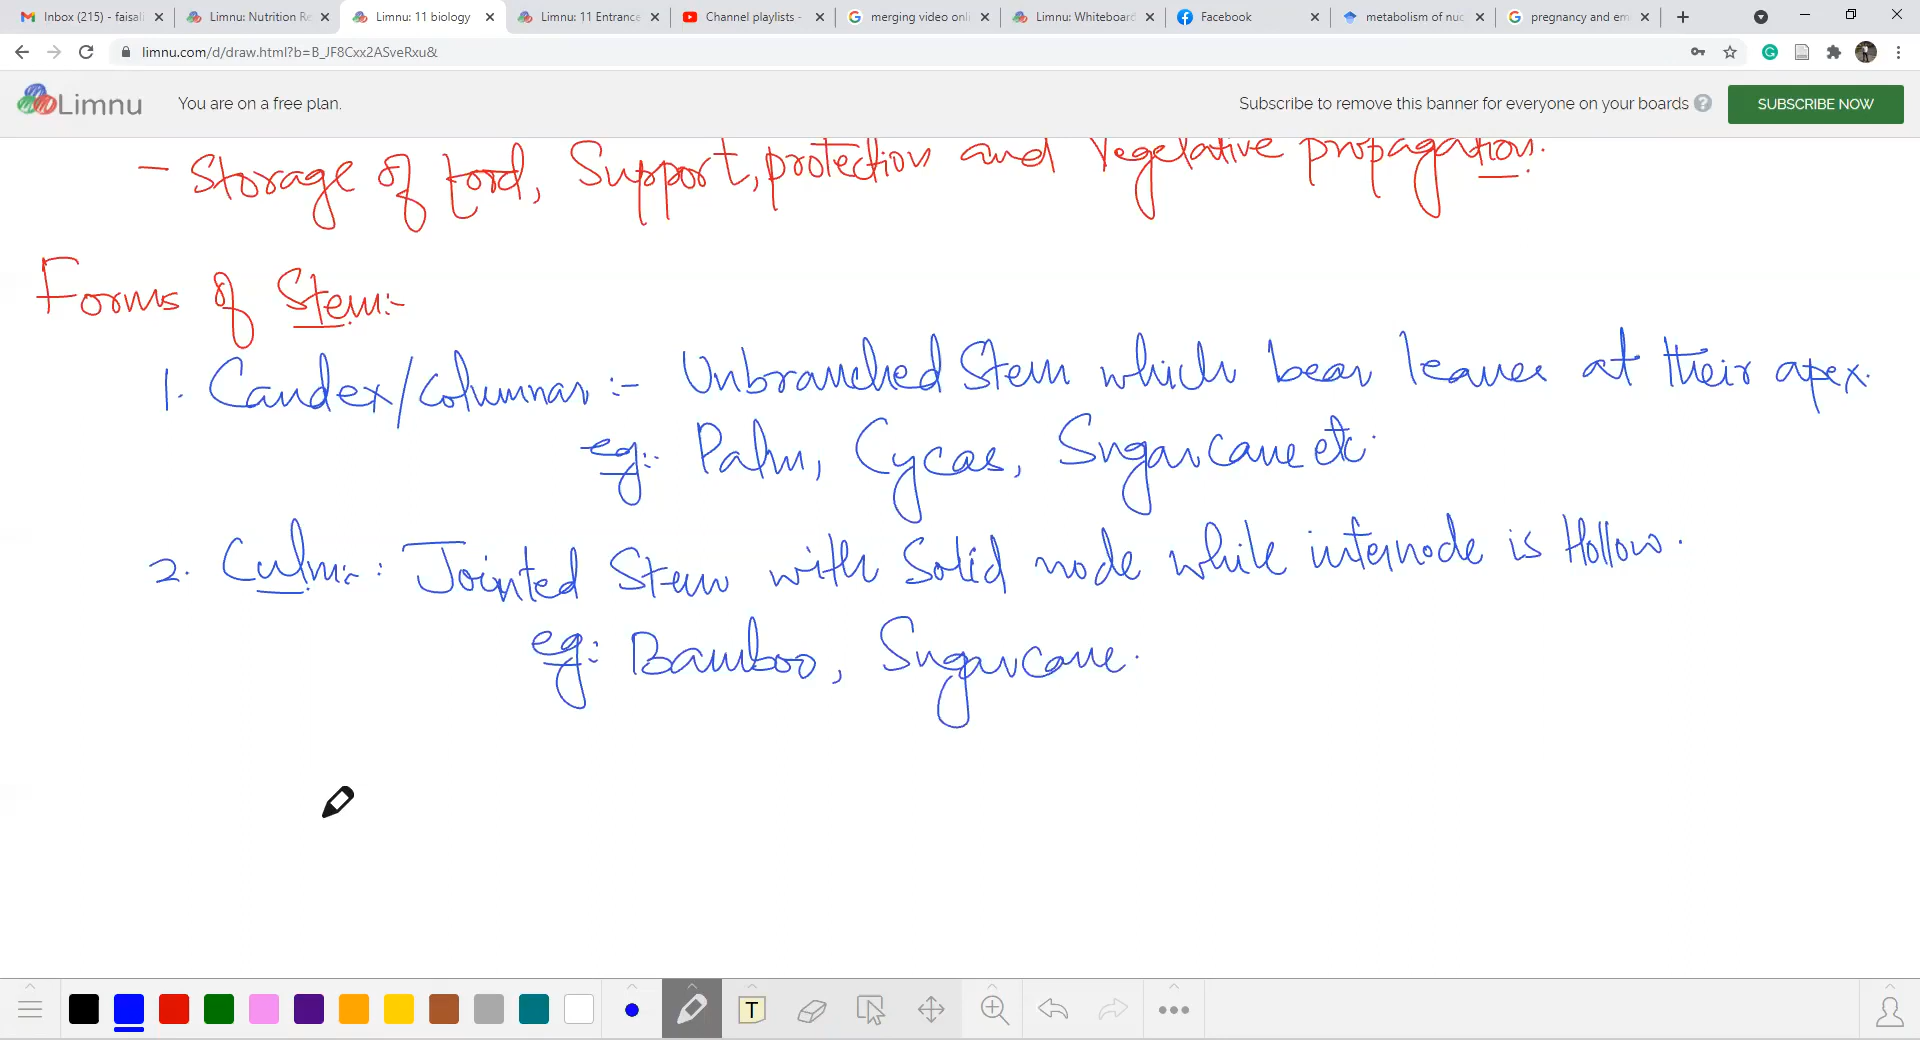 Inbox (215) - faisal
Limnu: Nutrition Re
Limnu: 11 biology
Limnu: 11 Entrance
Channel playlists -
merging video onli
Limnu: Whiteboard
Facebook
metabolism of nuc
pregnancy and em
limnu.com/d/draw.html?b=B_JF8Cxx2ASveRxu&
Limnu
You are on a free plan.
Subscribe to remove this banner for everyone on your boards ?
SUBSCRIBE NOW
- Storage of food, Support, protection and Vegetative propagation.
Forms of Stem:-
1. Caudex/columnar :- Unbranched Stem which bear leaves at their apex.
eg:- Palm, Cycas, Sugarcane etc.
2. Culm:- : Jointed Stem with Solid node while internode is Hollow.
eg: Bamboo, Sugarcane.
T